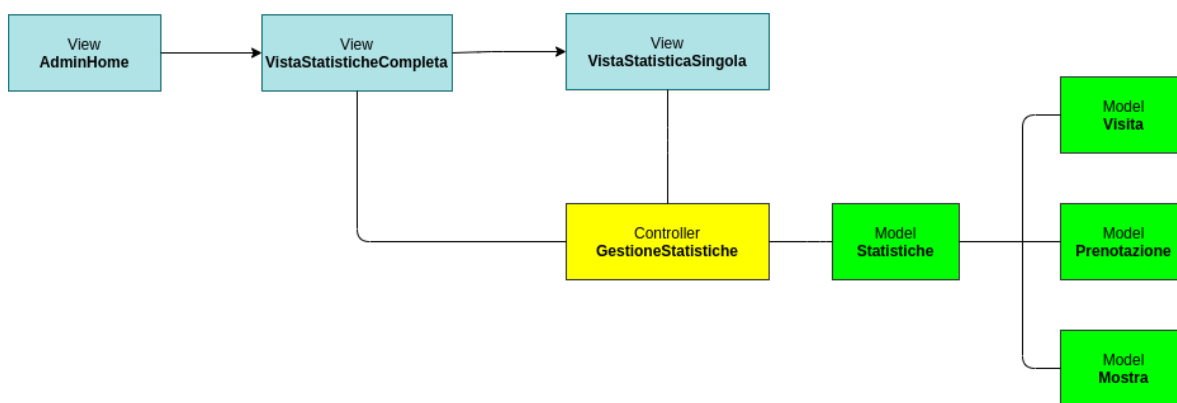 View
AdminHome
View
VistaStatisticheCompleta
View
VistaStatisticaSingola
Model
Visita
Controller
GestioneStatistiche
Model
Statistiche
Model
Prenotazione
Model
Mostra